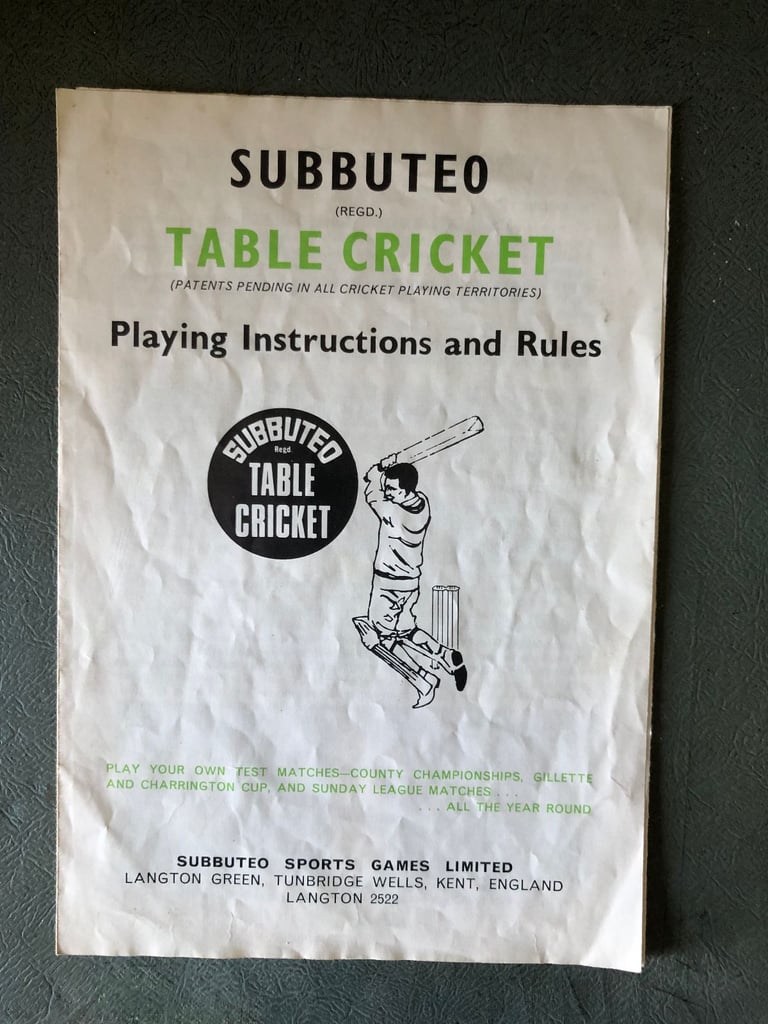 SUBBUTEO
(REGD.)
TABLE CRICKET
(PATENTS PENDING IN ALL CRICKET PLAYING TERRITORIES)
Playing Instructions and Rules
SUBBUTEO
Regd.
TABLE
CRICKET
PLAY YOUR OWN TEST MATCHES—COUNTY CHAMPIONSHIPS, GILLETTE
AND CHARRINGTON CUP, AND SUNDAY LEAGUE MATCHES . . .
. . . ALL THE YEAR ROUND
SUBBUTEO SPORTS GAMES LIMITED
LANGTON GREEN, TUNBRIDGE WELLS, KENT, ENGLAND
LANGTON 2522